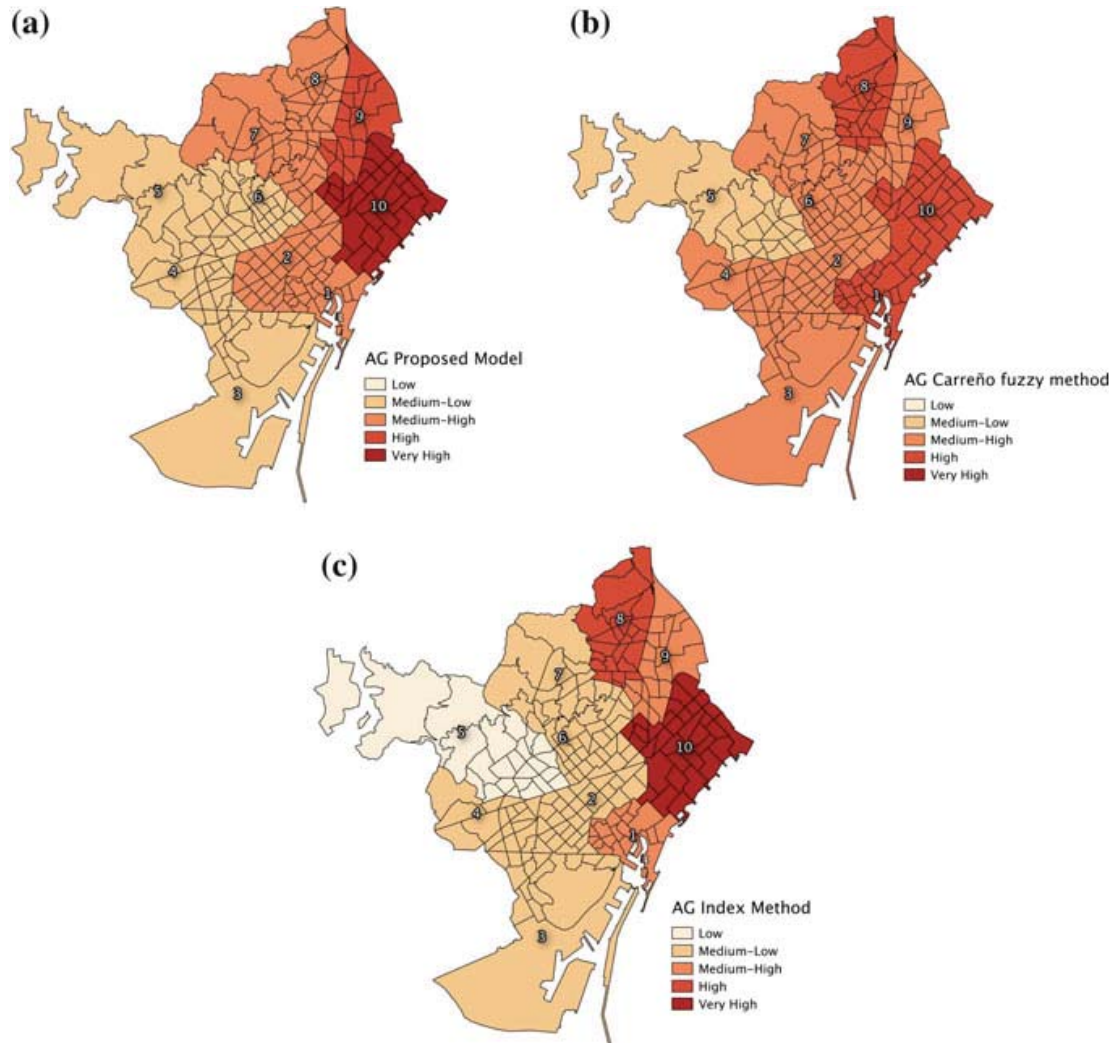 (a)
8
9
7
5
6
10
2
4
1
3
AG Proposed Model
Low
Medium-Low
Medium-High
High
Very High
(b)
8
9
7
5
6
10
2
4
1
3
AG Carreño fuzzy method
Low
Medium-Low
Medium-High
High
Very High
(c)
8
9
7
5
6
10
2
4
1
3
AG Index Method
Low
Medium-Low
Medium-High
High
Very High